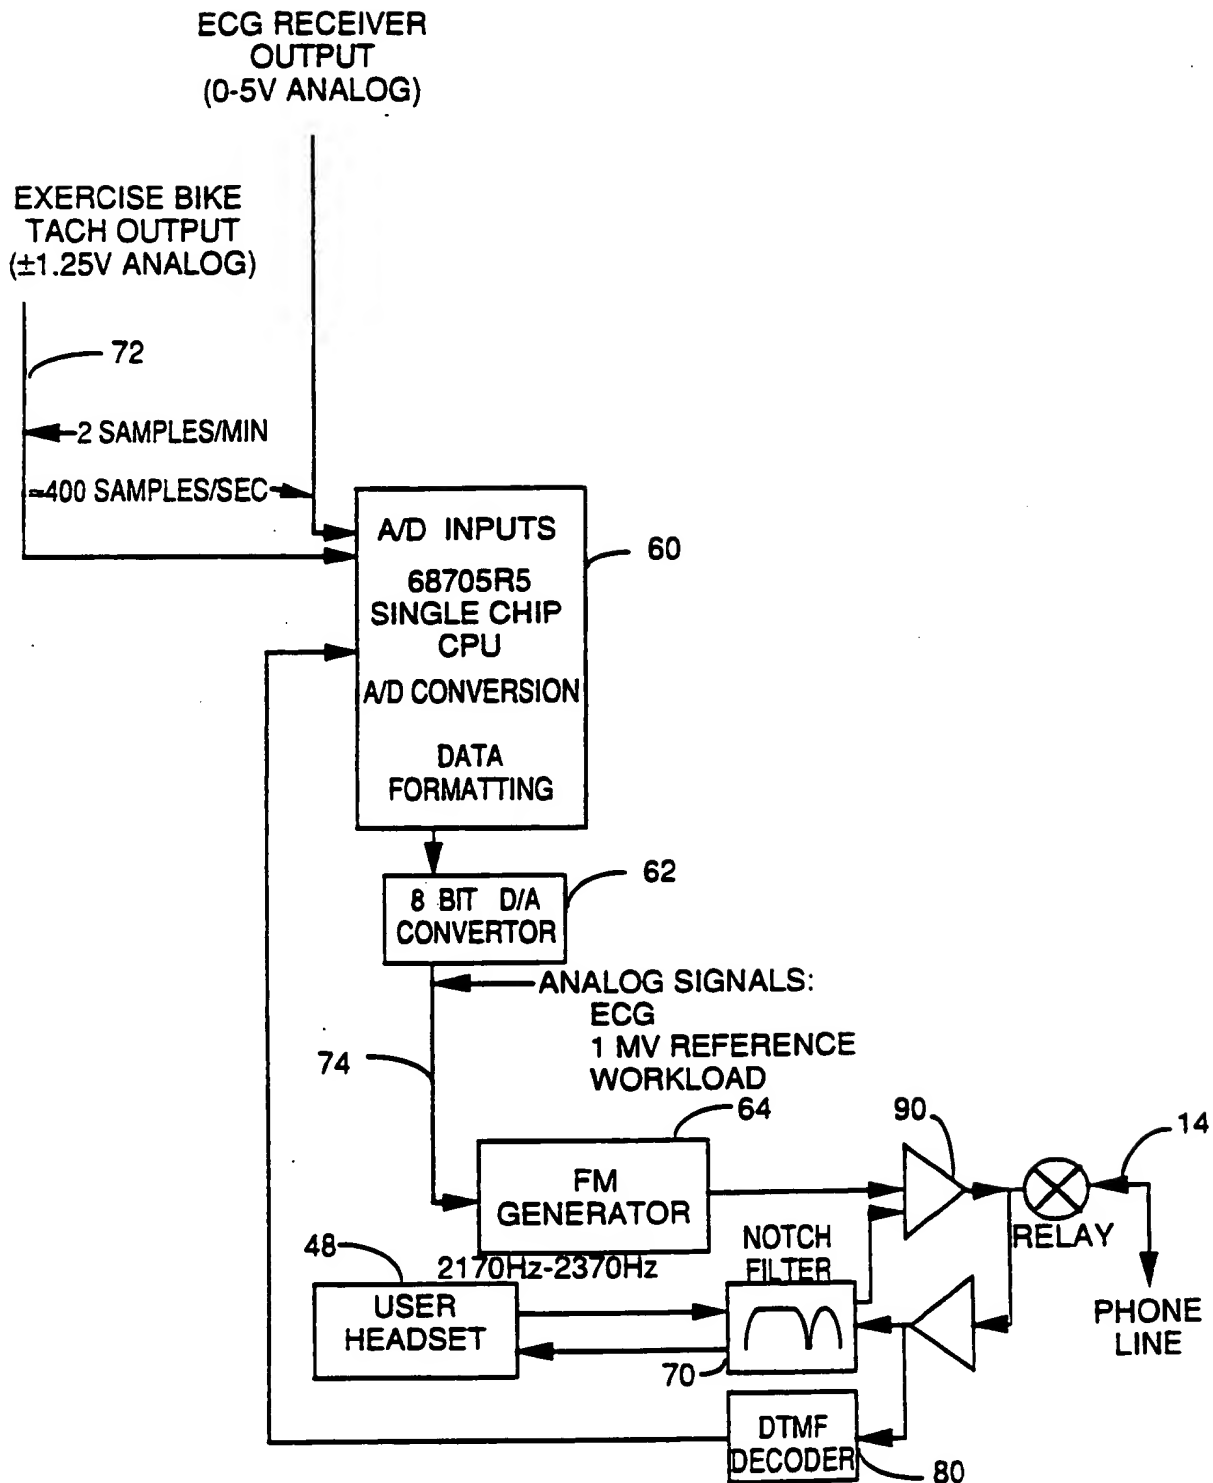 ECG RECEIVER
OUTPUT
(0-5V ANALOG)
EXERCISE BIKE
TACH OUTPUT
(±1.25V ANALOG)
72
2 SAMPLES/MIN
≈400 SAMPLES/SEC
A/D INPUTS
68705R5
SINGLE CHIP
CPU
A/D CONVERSION
DATA
FORMATTING
60
8 BIT D/A
CONVERTOR
62
ANALOG SIGNALS:
ECG
1 MV REFERENCE
WORKLOAD
74
64
90
14
FM
GENERATOR
2170Hz-2370Hz
RELAY
NOTCH
FILTER
48
USER
HEADSET
70
PHONE
LINE
DTMF
DECODER
80